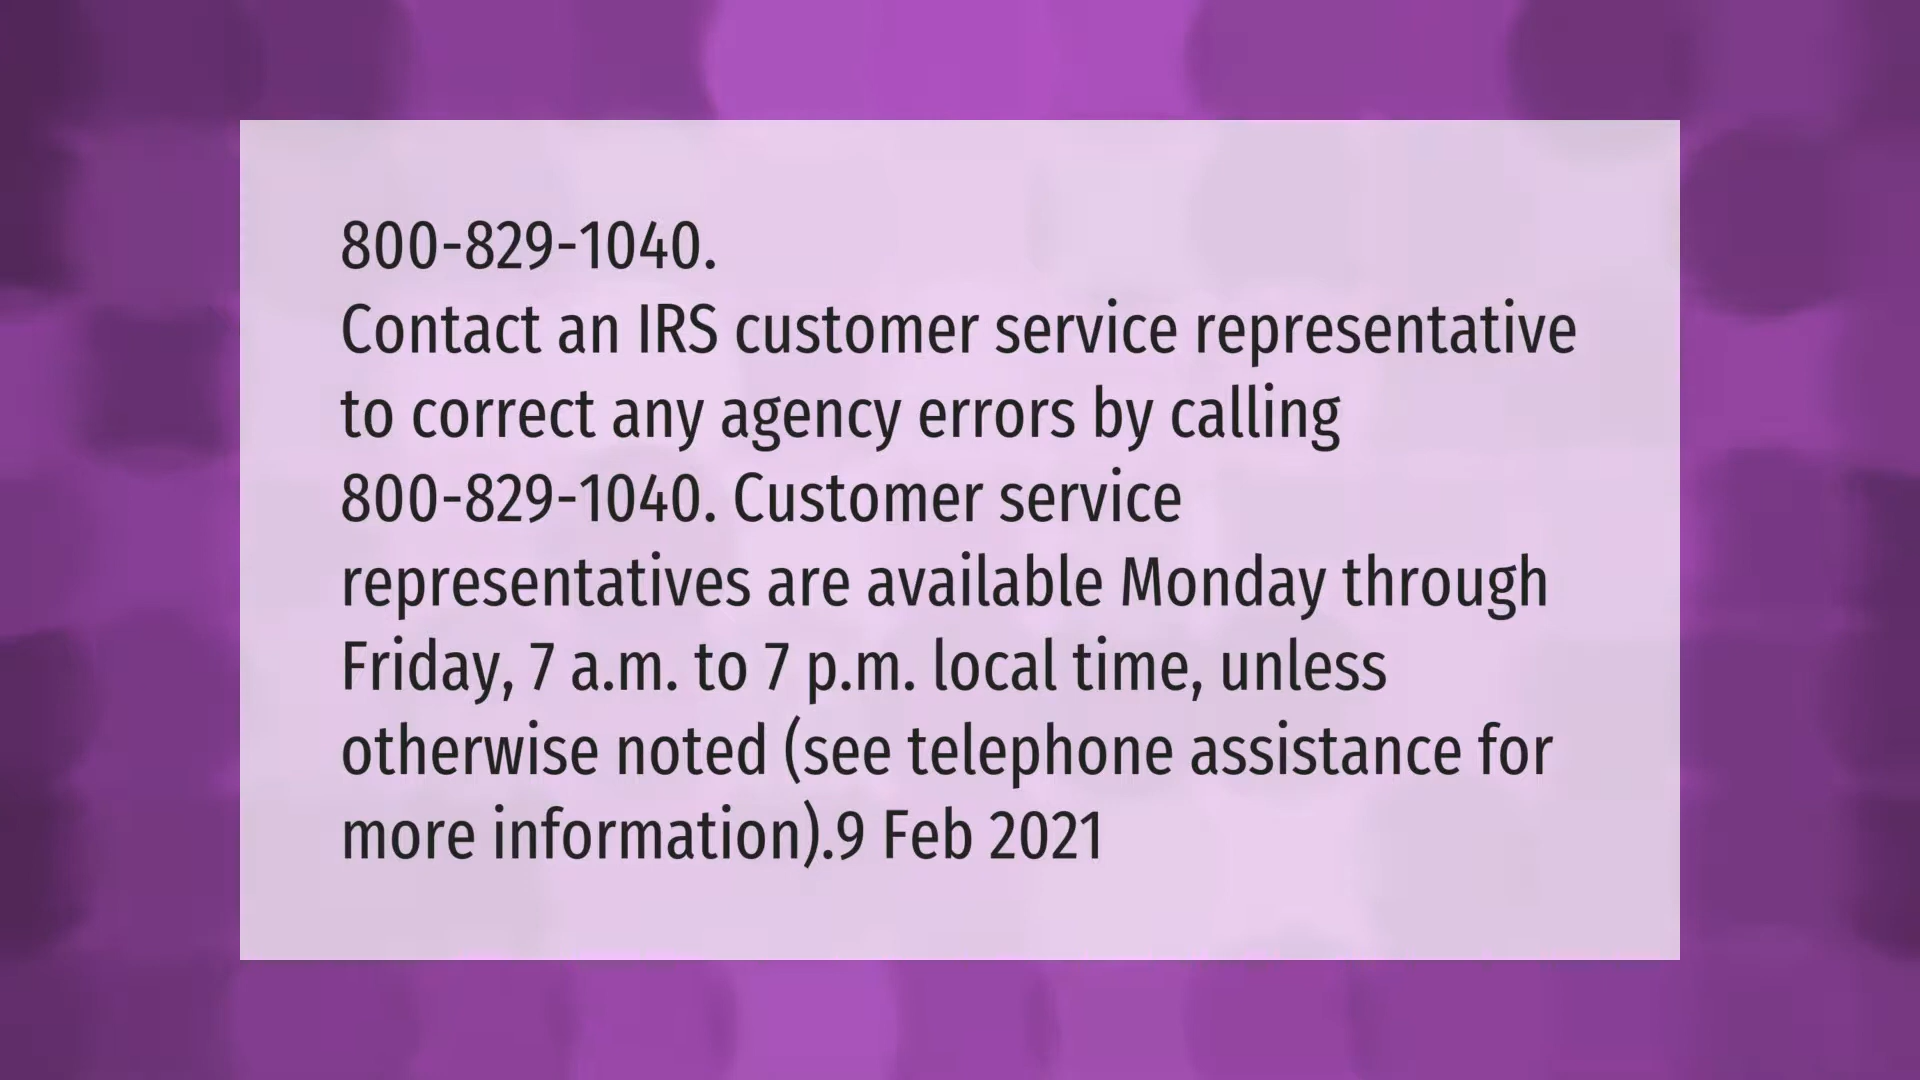 800-829-1040.
Contact an IRS customer service representative
to correct any agency errors by calling
800-829-1040. Customer service
representatives are available Monday through
Friday, 7 a.m. to 7 p.m. local time, unless
otherwise noted (see telephone assistance for
more information).9 Feb 2021